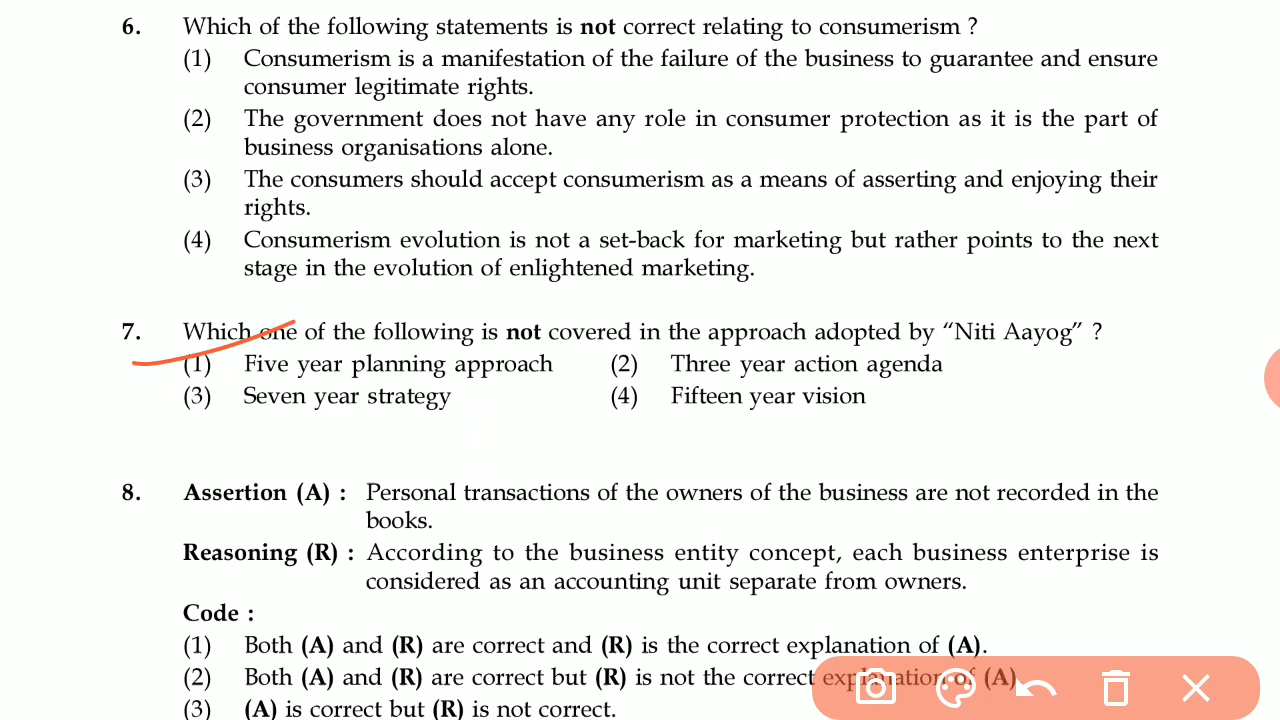 6. Which of the following statements is not correct relating to consumerism ?
(1) Consumerism is a manifestation of the failure of the business to guarantee and ensure
consumer legitimate rights.
(2) The government does not have any role in consumer protection as it is the part of
business organisations alone.
(3) The consumers should accept consumerism as a means of asserting and enjoying their
rights.
(4) Consumerism evolution is not a set-back for marketing but rather points to the next
stage in the evolution of enlightened marketing.
7. Which one of the following is not covered in the approach adopted by “Niti Aayog” ?
(1) Five year planning approach (2) Three year action agenda
(3) Seven year strategy (4) Fifteen year vision
8. Assertion (A) : Personal transactions of the owners of the business are not recorded in the
books.
Reasoning (R) : According to the business entity concept, each business enterprise is
considered as an accounting unit separate from owners.
Code :
(1) Both (A) and (R) are correct and (R) is the correct explanation of (A).
(2) Both (A) and (R) are correct but (R) is not the correct explanation of (A)
(3) (A) is correct but (R) is not correct.